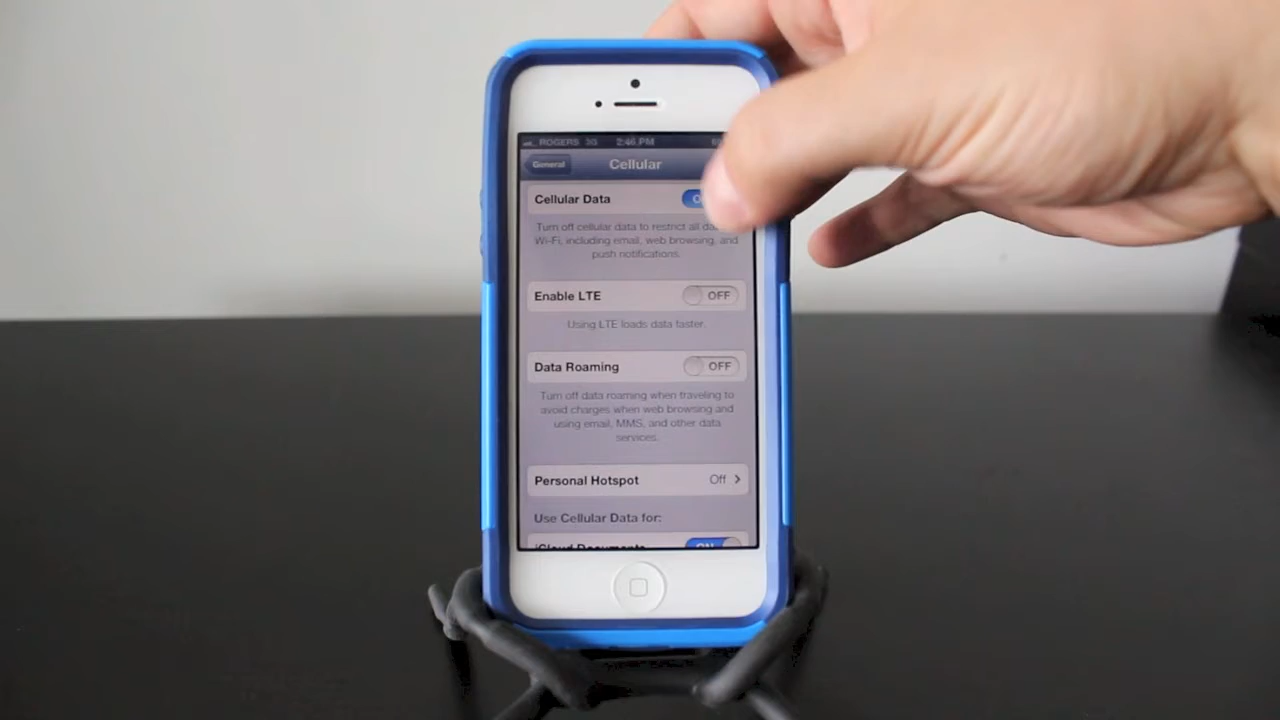 ROGERS 3G 2:46 PM
General Cellular
Cellular Data
Turn off cellular data to restrict all
Wi-Fi, including email, web browsing, and
push notifications.
Enable LTE OFF
Using LTE loads data faster.
Data Roaming OFF
Turn off data roaming when traveling to
avoid charges when web browsing and
using email, MMS, and other data
services.
Personal Hotspot Off
Use Cellular Data for:
iCloud Documents ON